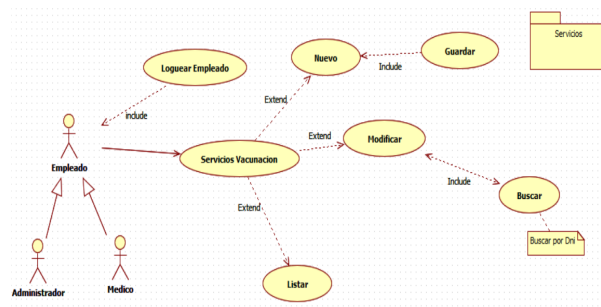 Servicios
Nuevo
Guardar
Include
Loguear Empleado
Extend
include
Extend
Modificar
Servicios Vacunacion
Empleado
Include
Buscar
Extend
Buscar por Dni
Listar
Administrador
Medico